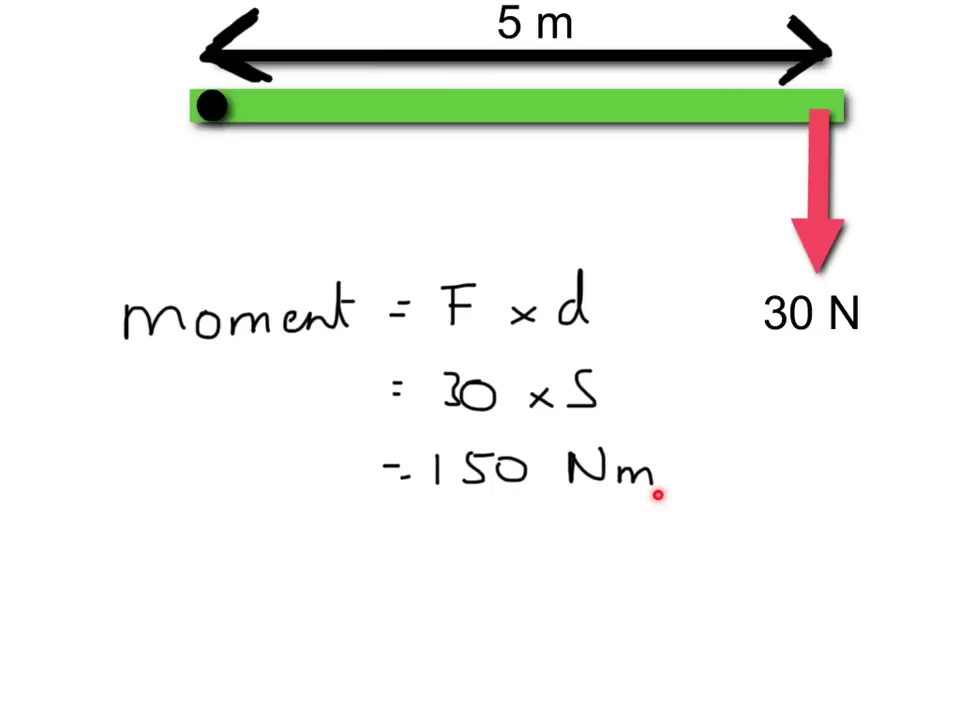 5 m
30 N
moment = F × d
= 30 × 5
= 150 Nm